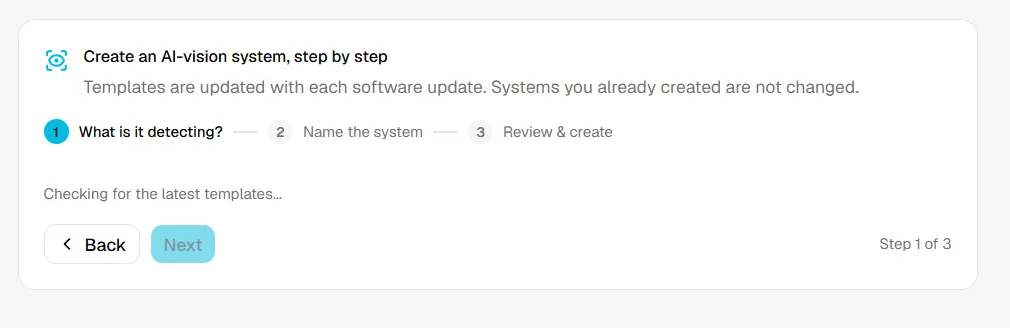 Create an AI-vision system, step by step
Templates are updated with each software update. Systems you already created are not changed.
1 What is it detecting? 2 Name the system 3 Review & create
Checking for the latest templates...
Back Next Step 1 of 3